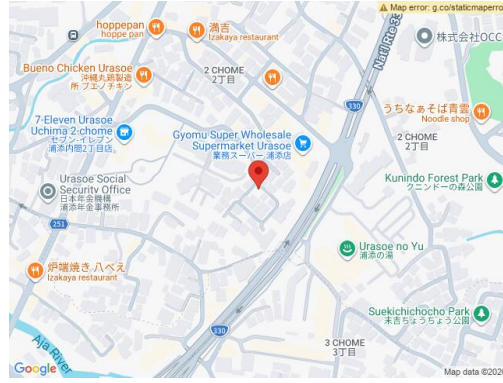 Map error: g.co/staticmaperro
hoppepan
hoppe pan
満吉
Izakaya restaurant
Nat'l Rte 33
株式会社OCC
Bueno Chicken Urasoe
沖縄丸鶏製造
所 ブエノチキン
2 CHOME
2丁目
330
うちなぁそば青雲
Noodle shop
7-Eleven Urasoe
Uchima 2-chome
セブン-イレブン
浦添内間2丁目店
Gyomu Super Wholesale
Supermarket Urasoe
業務スーパー 浦添店
2 CHOME
2丁目
Urasoe Social
Security Office
日本年金機構
浦添年金事務所
Kunindo Forest Park
クニンドーの森公園
251
Urasoe no Yu
浦添の湯
炉端焼き 八べえ
Izakaya restaurant
Suekichichocho Park
末吉ちょうちょう公園
330
3 CHOME
3丁目
Aja River
Google
Map data ©202